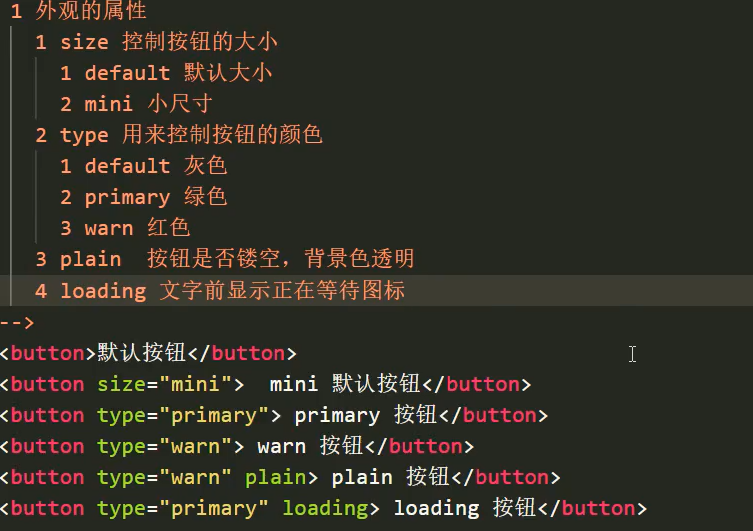 1 外观的属性
1 size 控制按钮的大小
1 default 默认大小
2 mini 小尺寸
2 type 用来控制按钮的颜色
1 default 灰色
2 primary 绿色
3 warn 红色
3 plain  按钮是否镂空，背景色透明
4 loading 文字前显示正在等待图标
-->
<button>默认按钮</button>
<button size="mini">  mini 默认按钮</button>
<button type="primary"> primary 按钮</button>
<button type="warn"> warn 按钮</button>
<button type="warn" plain> plain 按钮</button>
<button type="primary" loading> loading 按钮</button>